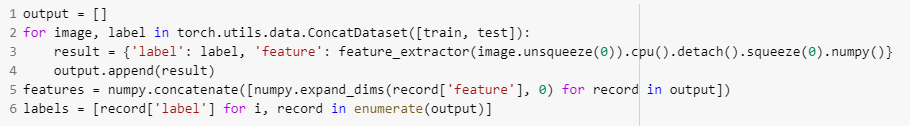 1 output = []
2 for image, label in torch.utils.data.ConcatDataset([train, test]):
3     result = {'label': label, 'feature': feature_extractor(image.unsqueeze(0)).cpu().detach().squeeze(0).numpy()}
4     output.append(result)
5 features = numpy.concatenate([numpy.expand_dims(record['feature'], 0) for record in output])
6 labels = [record['label'] for i, record in enumerate(output)]